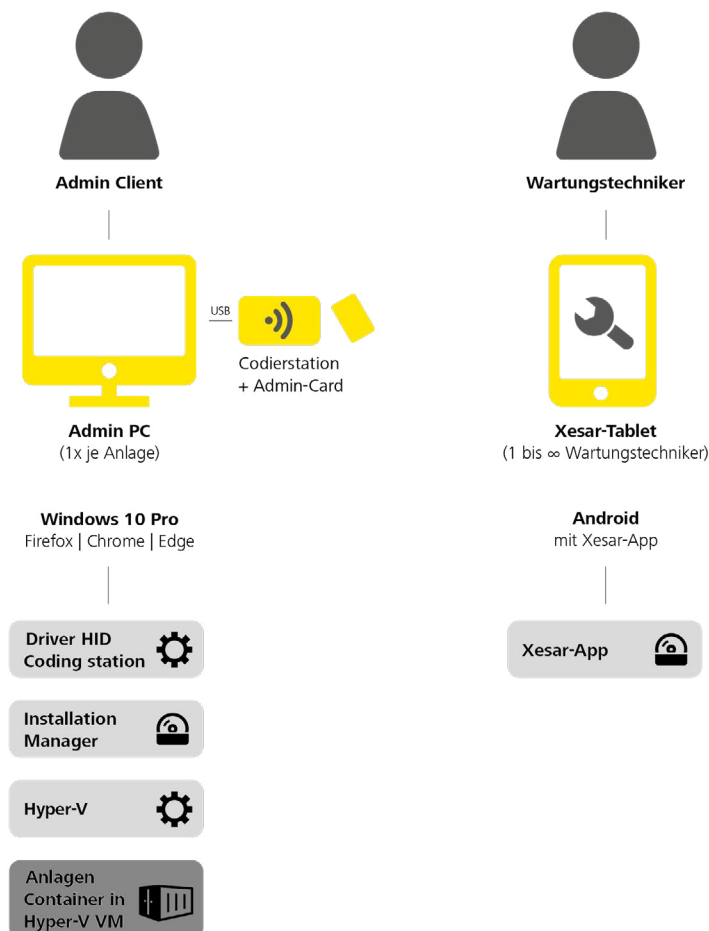 Admin Client
USB
Codierstation
+ Admin-Card
Admin PC
(1x je Anlage)
Windows 10 Pro
Firefox | Chrome | Edge
Driver HID
Coding station
Installation
Manager
Hyper-V
Anlagen
Container in
Hyper-V VM
Wartungstechniker
Xesar-Tablet
(1 bis ∞ Wartungstechniker)
Android
mit Xesar-App
Xesar-App